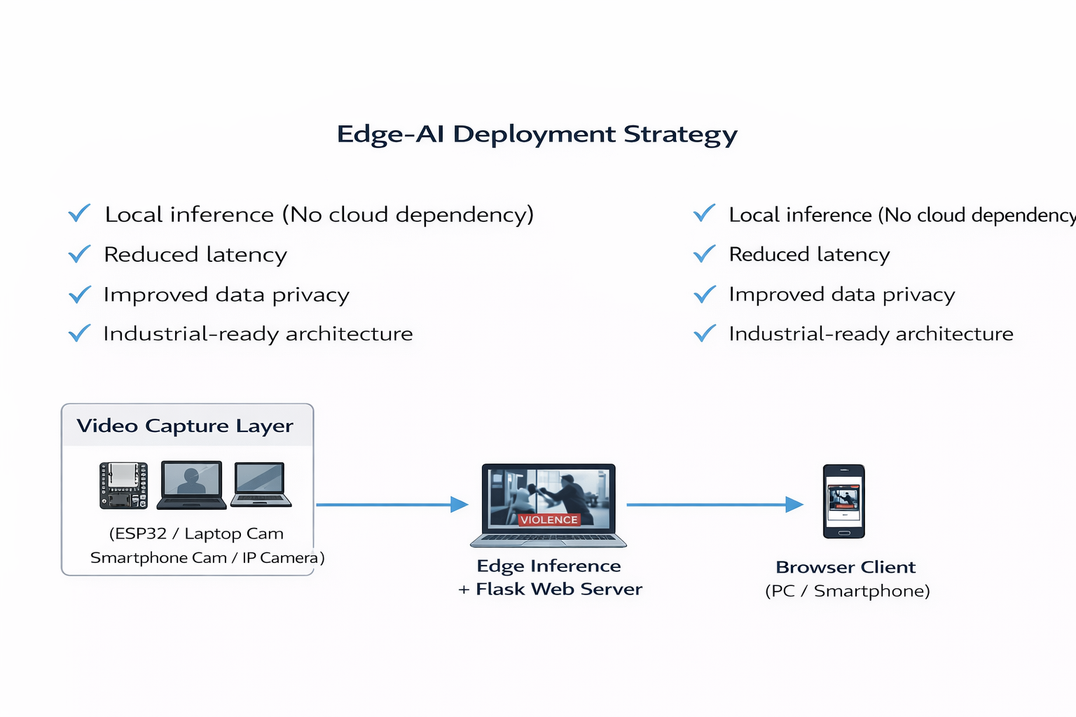 Edge-AI Deployment Strategy
✓ Local inference (No cloud dependency)
✓ Reduced latency
✓ Improved data privacy
✓ Industrial-ready architecture
✓ Local inference (No cloud dependency
✓ Reduced latency
✓ Improved data privacy
✓ Industrial-ready architecture
Video Capture Layer
(ESP32 / Laptop Cam
Smartphone Cam / IP Camera)
VIOLENCE
Edge Inference
+ Flask Web Server
Browser Client
(PC / Smartphone)